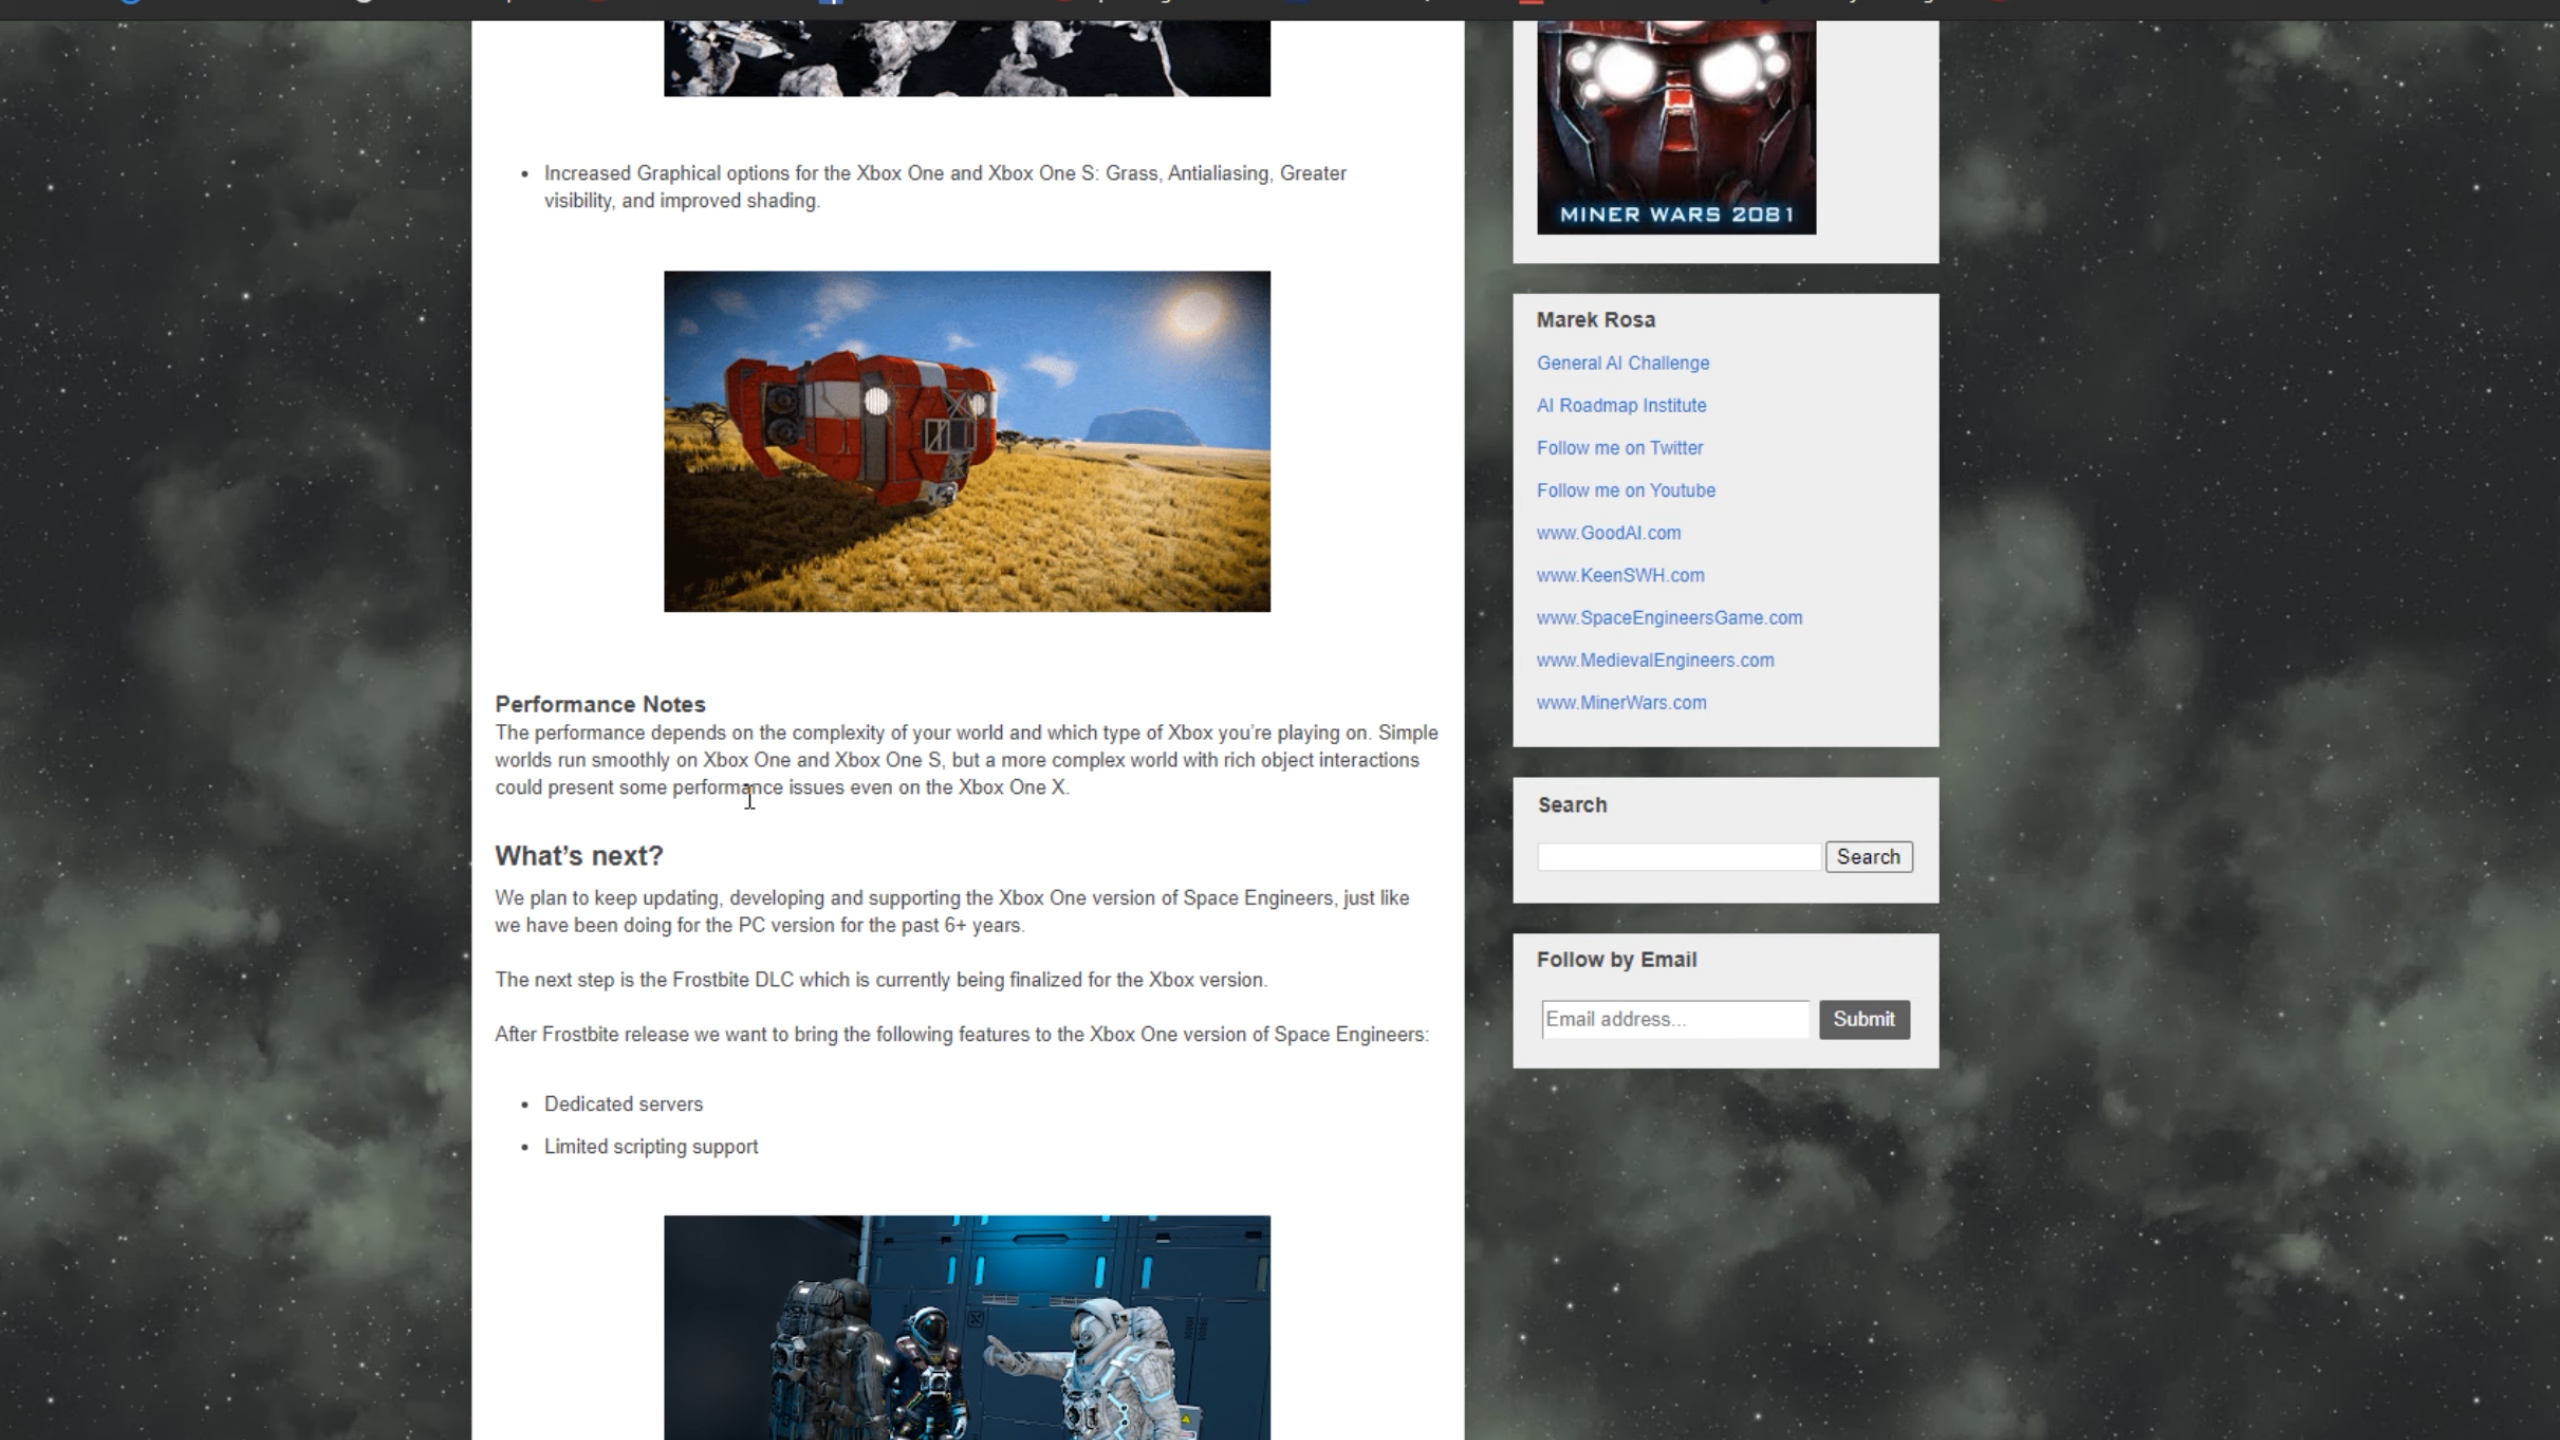 Increased Graphical options for the Xbox One and Xbox One S: Grass, Antialiasing, Greater
visibility, and improved shading.
Performance Notes
The performance depends on the complexity of your world and which type of Xbox you're playing on. Simple
worlds run smoothly on Xbox One and Xbox One S, but a more complex world with rich object interactions
could present some performance issues even on the Xbox One X.
What's next?
We plan to keep updating, developing and supporting the Xbox One version of Space Engineers, just like
we have been doing for the PC version for the past 6+ years.
The next step is the Frostbite DLC which is currently being finalized for the Xbox version.
After Frostbite release we want to bring the following features to the Xbox One version of Space Engineers:
Dedicated servers
Limited scripting support
MINER WARS 2081
Marek Rosa
General AI Challenge
AI Roadmap Institute
Follow me on Twitter
Follow me on Youtube
www.GoodAI.com
www.KeenSWH.com
www.SpaceEngineersGame.com
www.MedievalEngineers.com
www.MinerWars.com
Search
Search
Follow by Email
Email address...
Submit